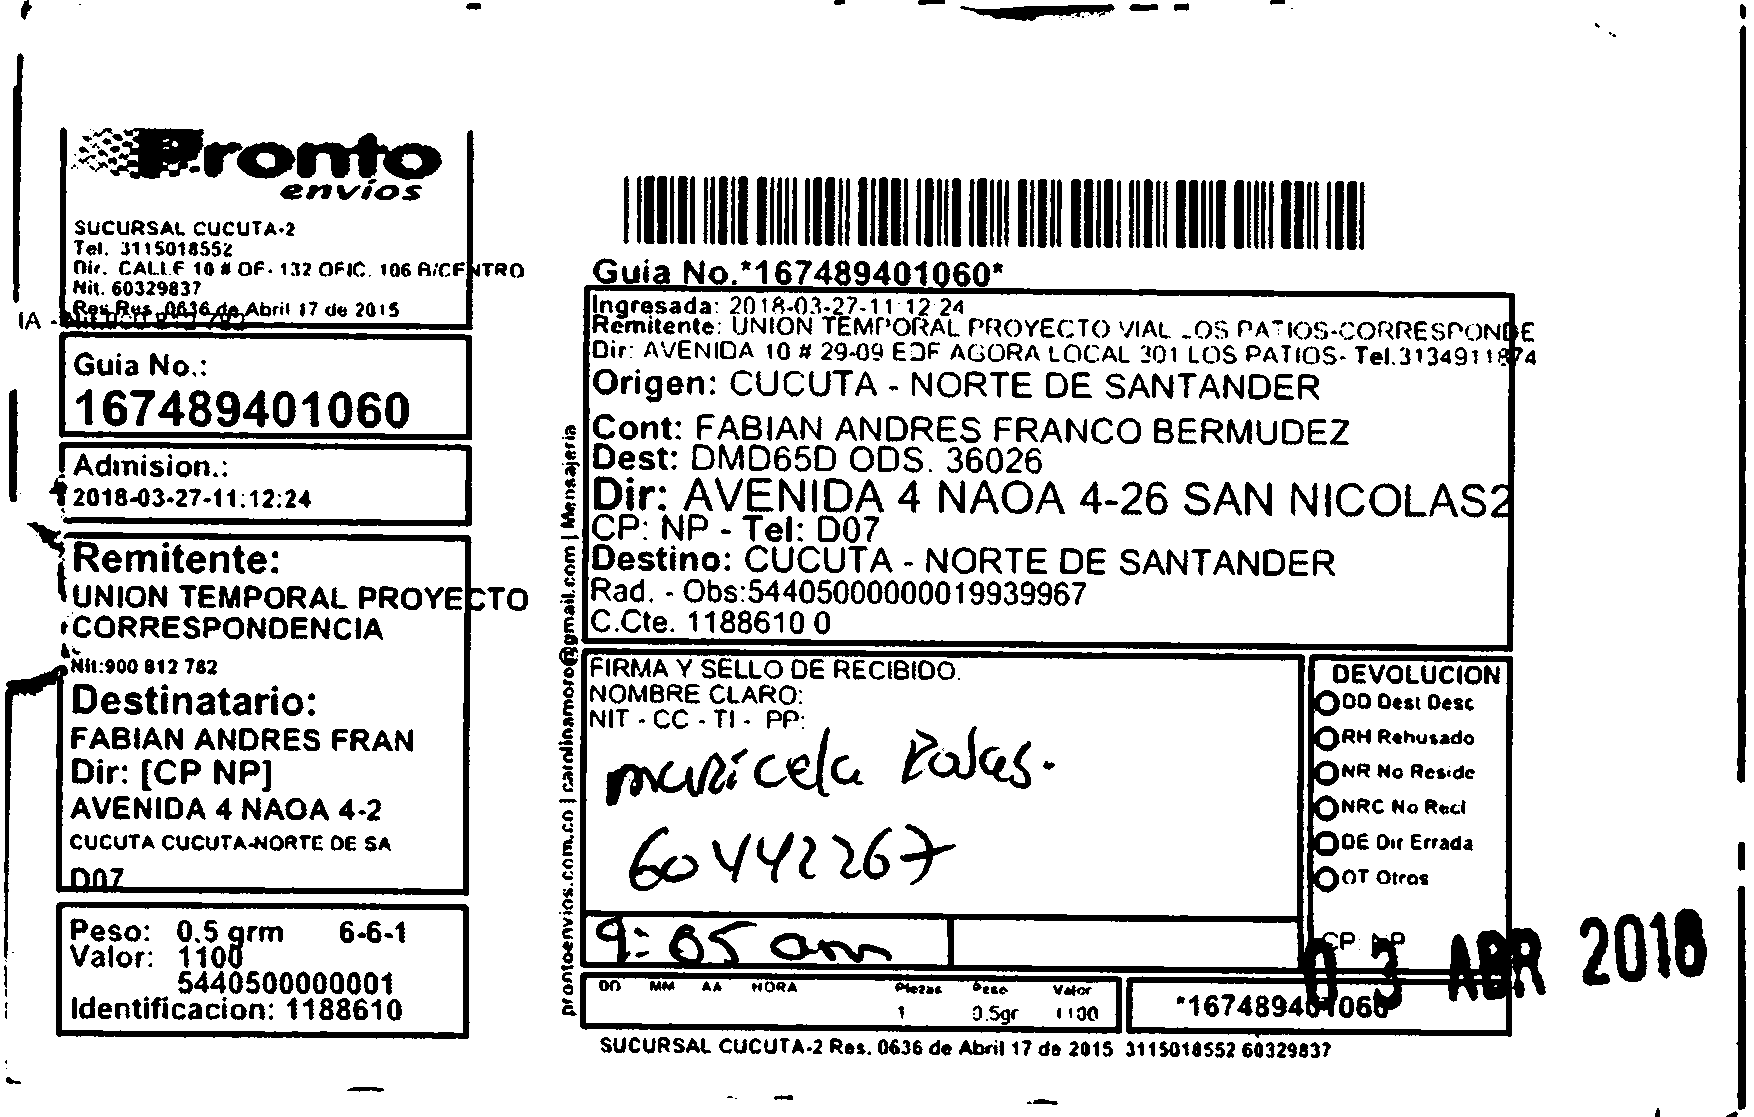 Pronto
envíos
SUCURSAL CUCUTA-2
Tel. 3115018552
Dir. CALLE 10 # OF- 132 OFIC. 106 B/CENTRO
Nit. 60329837
Res Res. 0636 de Abril 17 de 2015
IA -
Guia No.:
167489401060
Admision.:
2018-03-27-11:12:24
Remitente:
UNION TEMPORAL PROYECTO
CORRESPONDENCIA
Nit:900 812 782
Destinatario:
FABIAN ANDRES FRAN
Dir: [CP NP]
AVENIDA 4 NAOA 4-2
CUCUTA CUCUTA-NORTE DE SA
D07
Peso: 0.5 grm 6-6-1
Valor: 1100
5440500000001
Identificacion: 1188610
prontoenvios.com.co | carolinamoro@gmail.com | Mensajeria
Guia No.*167489401060*
Ingresada: 2018-03-27-11:12:24
Remitente: UNION TEMPORAL PROYECTO VIAL LOS PATIOS-CORRESPONDE
Dir: AVENIDA 10 # 29-09 EDF AGORA LOCAL 301 LOS PATIOS- Tel.3134911874
Origen: CUCUTA - NORTE DE SANTANDER
Cont: FABIAN ANDRES FRANCO BERMUDEZ
Dest: DMD65D ODS. 36026
Dir: AVENIDA 4 NAOA 4-26 SAN NICOLAS2
CP: NP - Tel: D07
Destino: CUCUTA - NORTE DE SANTANDER
Rad. - Obs:54405000000019939967
C.Cte. 1188610 0
FIRMA Y SELLO DE RECIBIDO.
NOMBRE CLARO:
NIT - CC - TI - PP:
maricela Rojas.
60442267
9:05 am
DEVOLUCION
DD Dest Desc
RH Rehusado
NR No Reside
NRC No Recl
DE Dir Errada
OT Otros
CP: NP
03 ABR 2018
DD MM AA HORA Piezas Peso Valor
1 0.5gr 1100
*167489401060
SUCURSAL CUCUTA-2 Res. 0636 de Abril 17 de 2015 3115018552 60329837